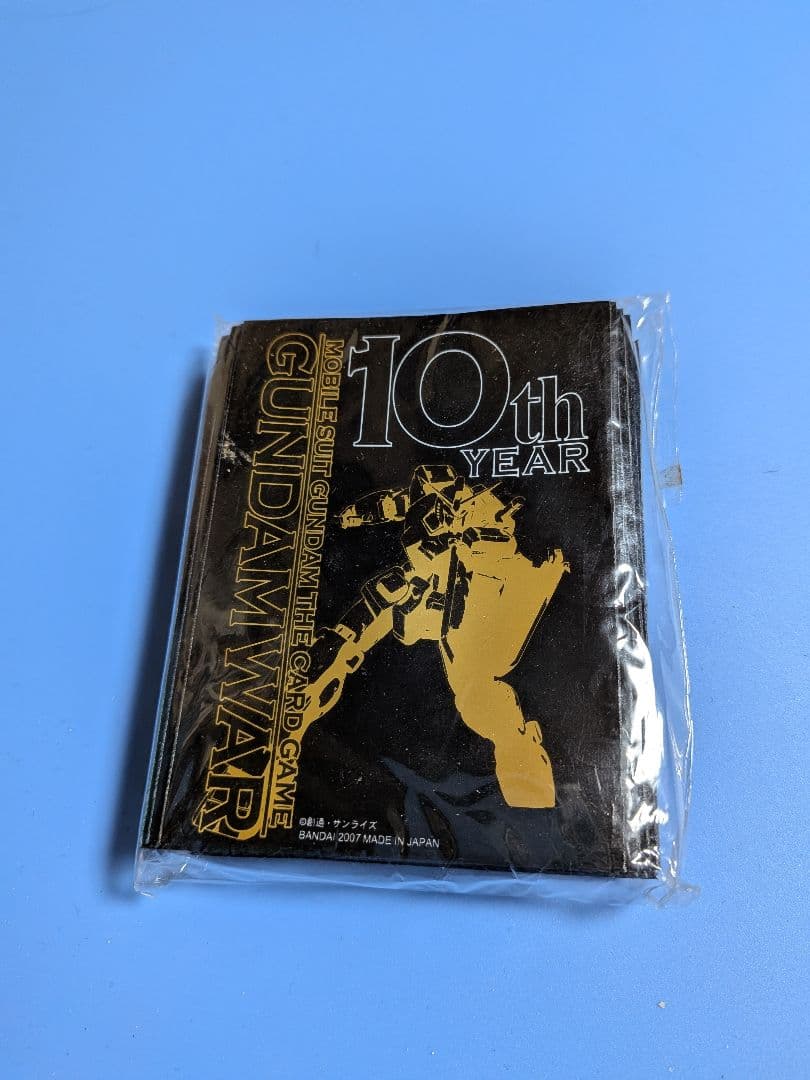 10th
YEAR
MOBILE SUIT GUNDAM THE CARD GAME
GUNDAM WAR
©創通・サンライズ
BANDAI 2007 MADE IN JAPAN